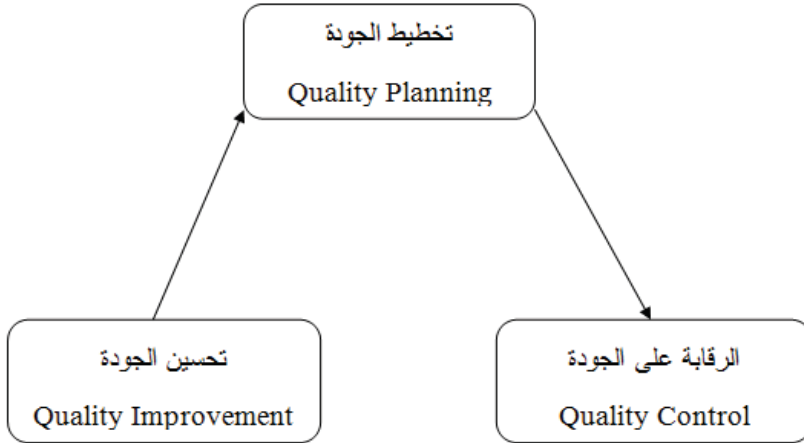 تخطيط الجودة
Quality Planning
تحسين الجودة
Quality Improvement
الرقابة على الجودة
Quality Control